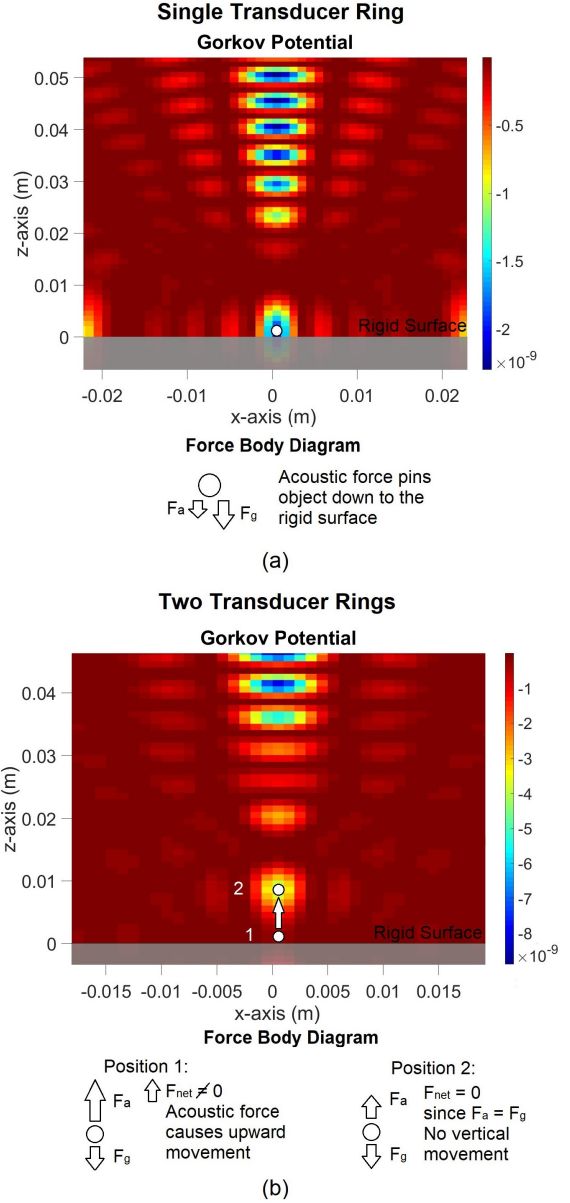 Single Transducer Ring
Gorkov Potential
0.05
0.04
0.03
0.02
0.01
0
z-axis (m)
-0.5
-1
-1.5
-2
×10-9
Rigid Surface
-0.02
-0.01
0
0.01
0.02
x-axis (m)
Force Body Diagram
Fa
Fg
Acoustic force pins
object down to the
rigid surface
(a)
Two Transducer Rings
Gorkov Potential
0.04
0.03
0.02
0.01
0
z-axis (m)
2
1
-1
-2
-3
-4
-5
-6
-7
-8
×10-9
Rigid Surface
-0.015
-0.01
-0.005
0
0.005
0.01
0.015
x-axis (m)
Force Body Diagram
Position 1:
Fa
Fg
Fnet ≠ 0
Acoustic force
causes upward
movement
Position 2:
Fa
Fg
Fnet = 0
since Fa = Fg
No vertical
movement
(b)